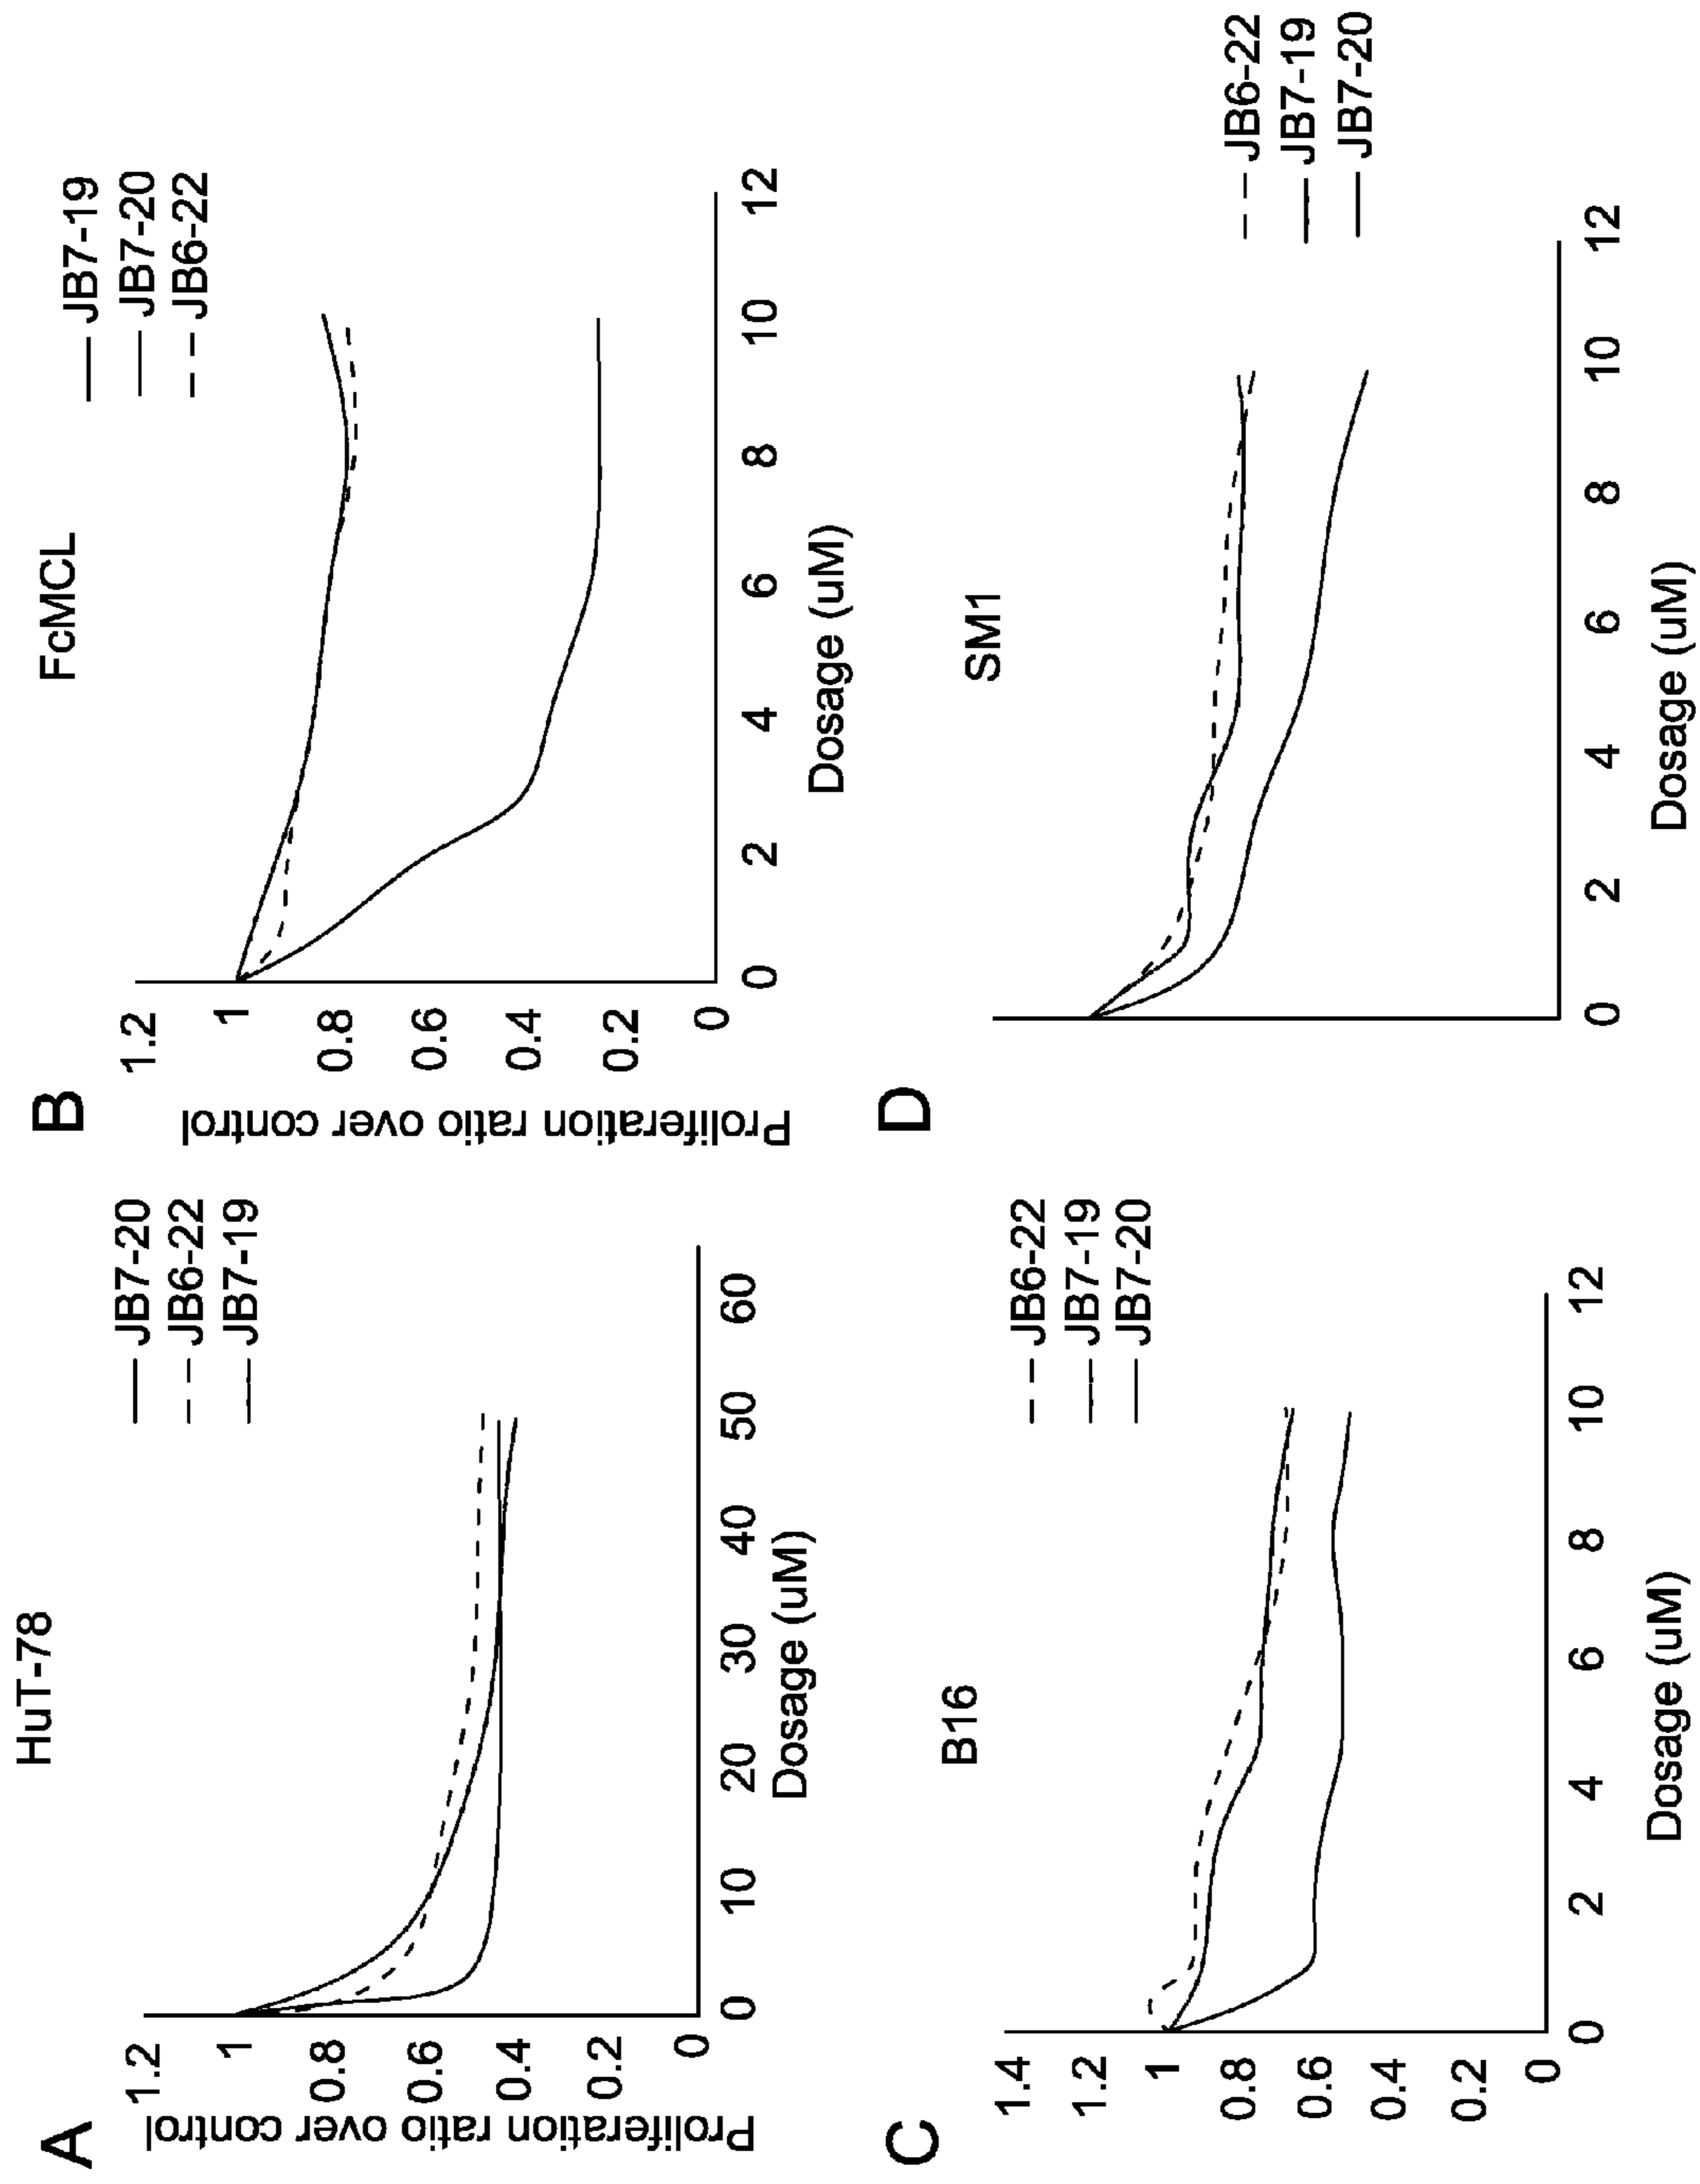 A
HuT-78
Proliferation ratio over control
1.2
1
0.8
0.6
0.4
0.2
0
0 10 20 30 40 50 60
Dosage (uM)
JB7-20
JB6-22
JB7-19
B
FcMCL
Proliferation ratio over control
1.2
1
0.8
0.6
0.4
0.2
0
0 2 4 6 8 10 12
Dosage (uM)
JB7-19
JB7-20
JB6-22
C
B16
1.4
1.2
1
0.8
0.6
0.4
0.2
0
0 2 4 6 8 10 12
Dosage (uM)
JB6-22
JB7-19
JB7-20
D
SM1
0 2 4 6 8 10 12
Dosage (uM)
JB6-22
JB7-19
JB7-20